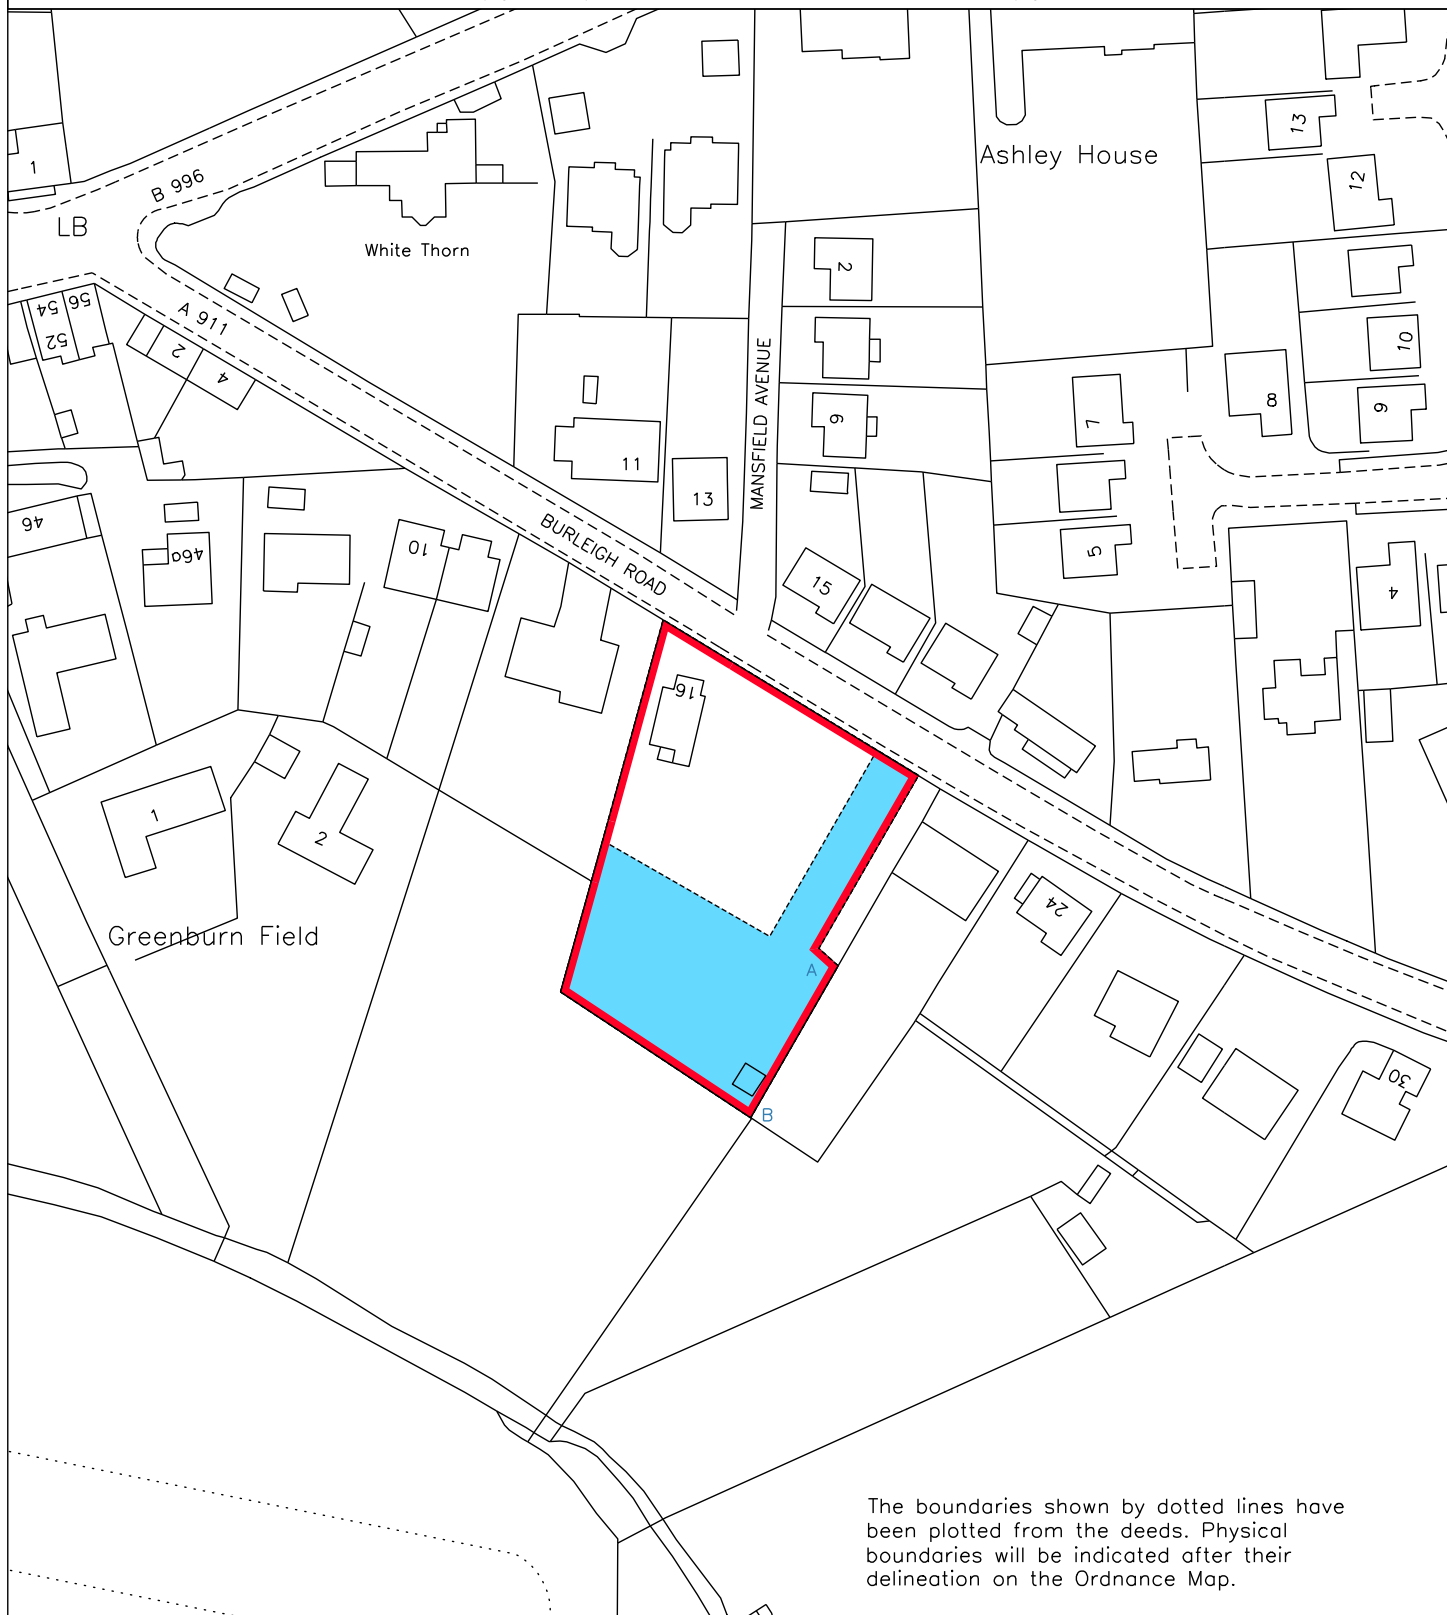 Ashley House
13
12
1
B 996
LB
White Thorn
2
54
56
52
A 911
2
4
10
MANSFIELD AVENUE
8
9
7
6
11
13
46
46a
10
BURLEIGH ROAD
5
15
4
16
1
2
24
Greenburn Field
A
30
B
The boundaries shown by dotted lines have
been plotted from the deeds. Physical
boundaries will be indicated after their
delineation on the Ordnance Map.